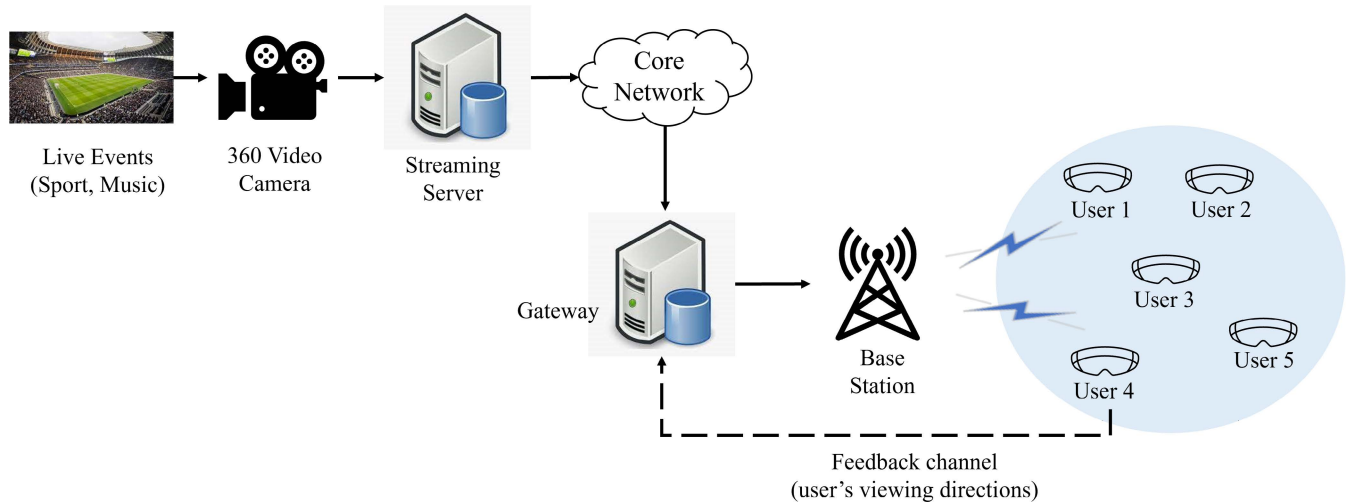 Live Events
(Sport, Music)
360 Video
Camera
Streaming
Server
Core
Network
Gateway
Base
Station
User 1
User 2
User 3
User 4
User 5
Feedback channel
(user's viewing directions)